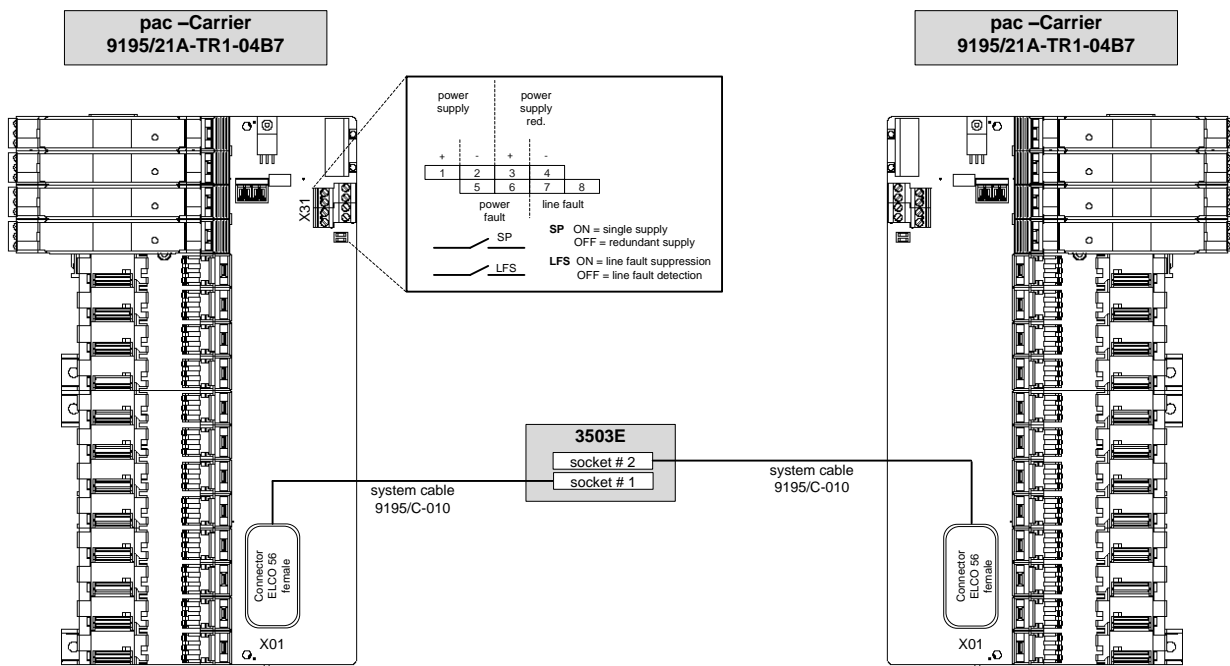 pac –Carrier
9195/21A-TR1-04B7
pac –Carrier
9195/21A-TR1-04B7
power supply
power supply red.
+ - + -
1 2 3 4
5 6 7 8
power fault
line fault
SP
SP ON = single supply
OFF = redundant supply
LFS
LFS ON = line fault suppression
OFF = line fault detection
X31
3503E
socket # 2
socket # 1
system cable
9195/C-010
system cable
9195/C-010
Connector
ELCO 56
female
X01
Connector
ELCO 56
female
X01